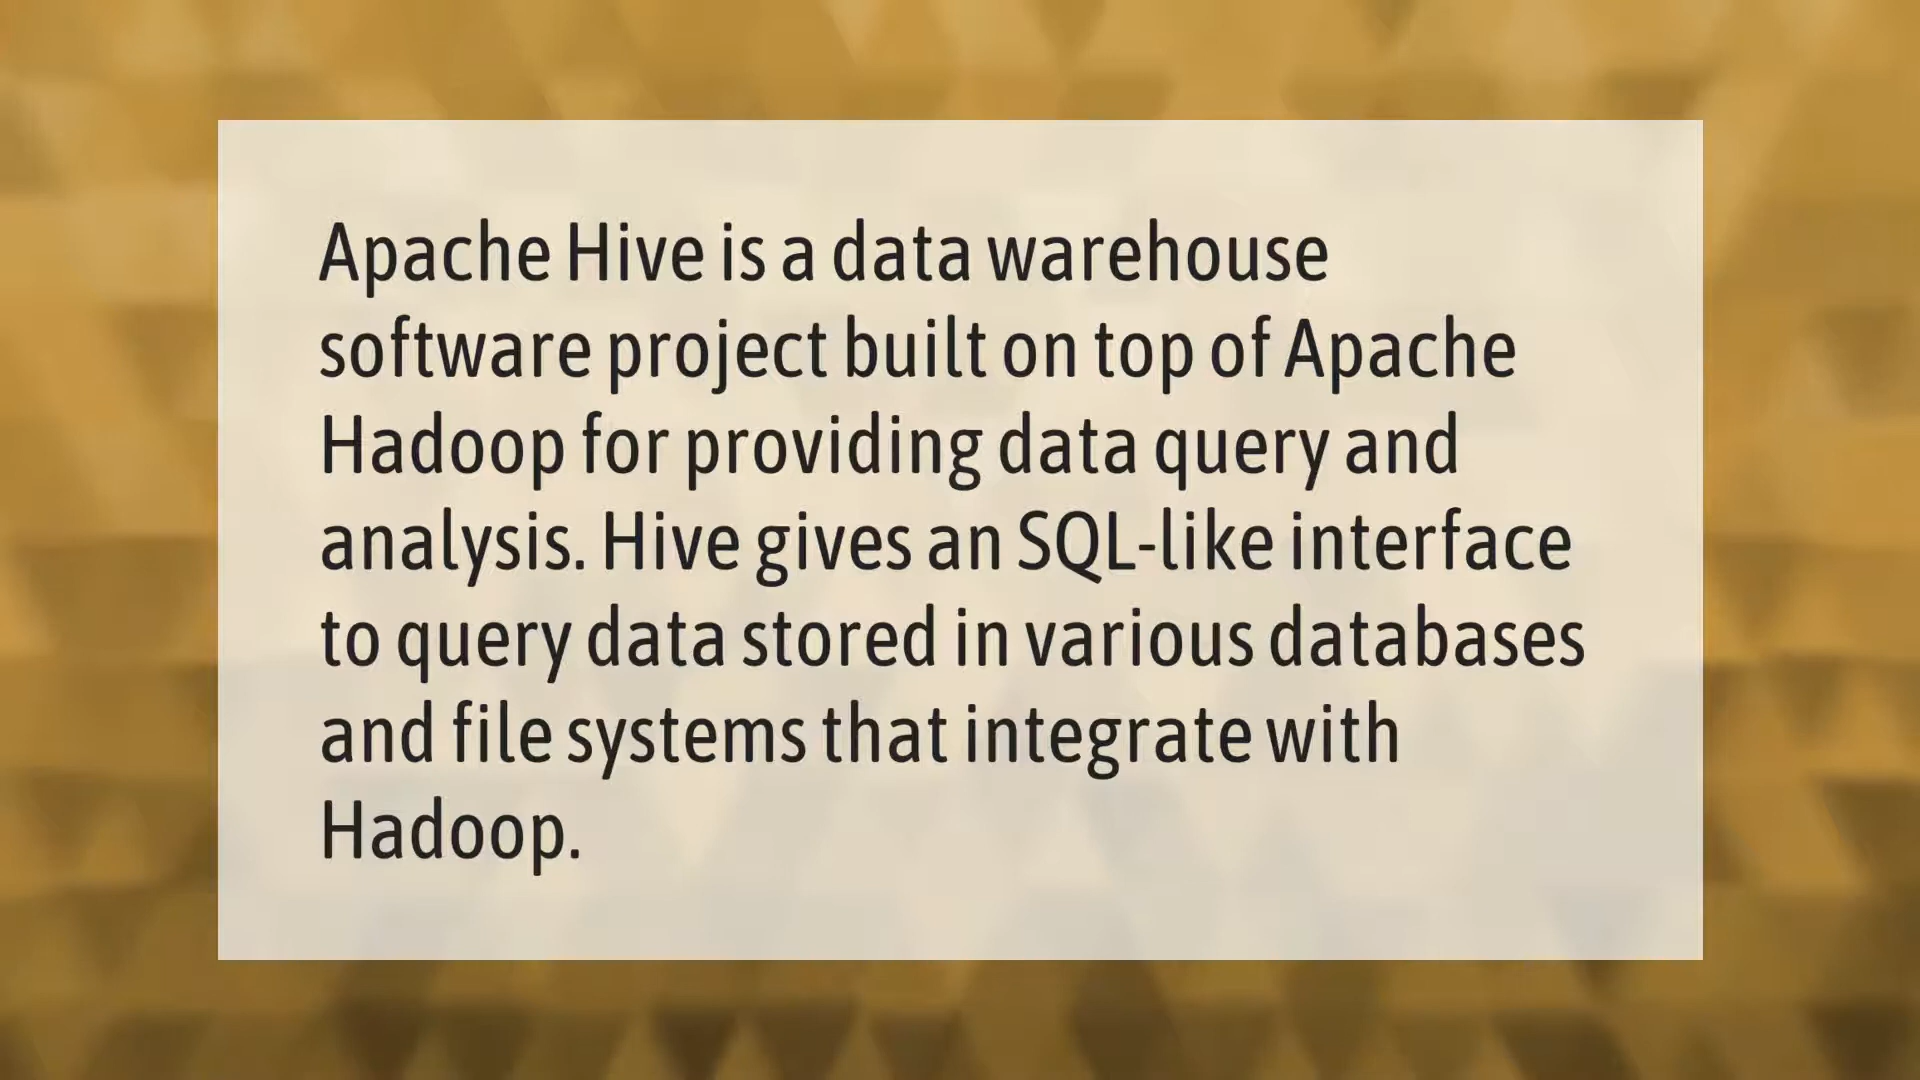 Apache Hive is a data warehouse
software project built on top of Apache
Hadoop for providing data query and
analysis. Hive gives an SQL-like interface
to query data stored in various databases
and file systems that integrate with
Hadoop.